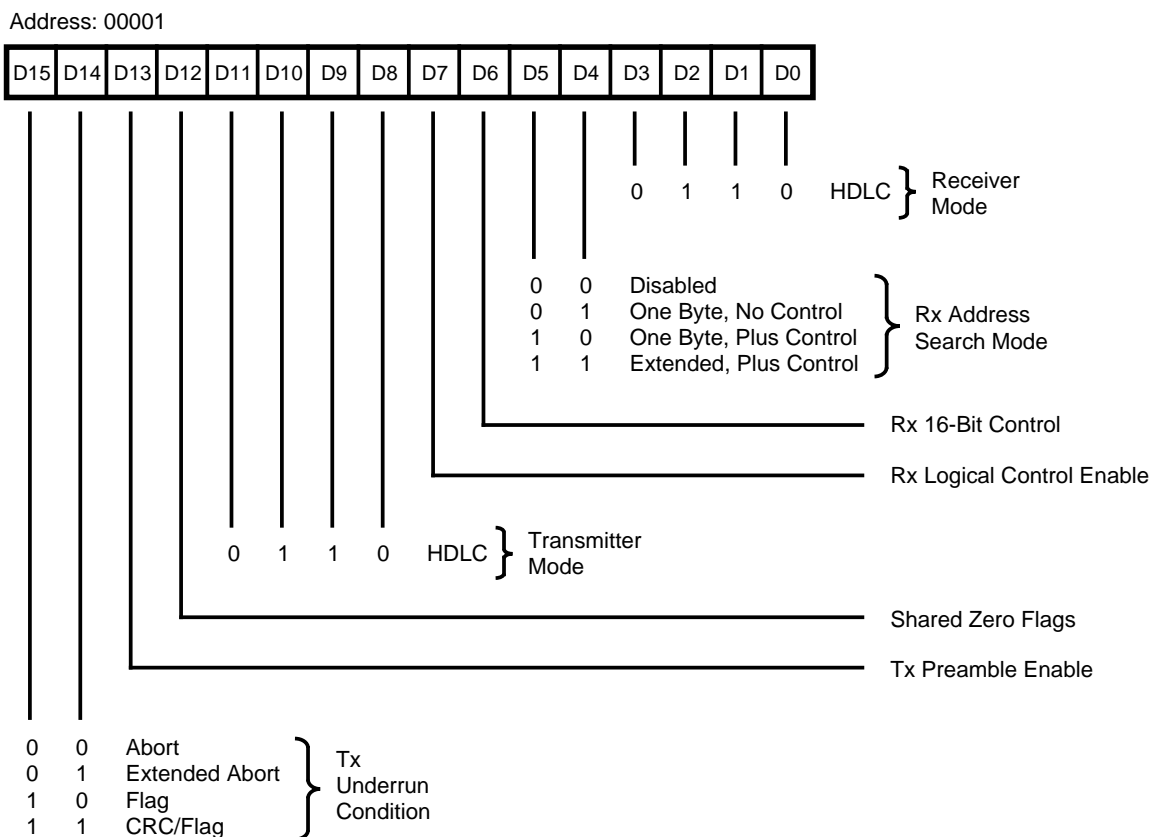 Address: 00001
D15 D14 D13 D12 D11 D10 D9 D8 D7 D6 D5 D4 D3 D2 D1 D0
0 1 1 0 HDLC
Receiver
Mode
0 0 Disabled
0 1 One Byte, No Control
1 0 One Byte, Plus Control
1 1 Extended, Plus Control
Rx Address
Search Mode
Rx 16-Bit Control
Rx Logical Control Enable
0 1 1 0 HDLC
Transmitter
Mode
Shared Zero Flags
Tx Preamble Enable
0 0 Abort
0 1 Extended Abort
1 0 Flag
1 1 CRC/Flag
Tx
Underrun
Condition